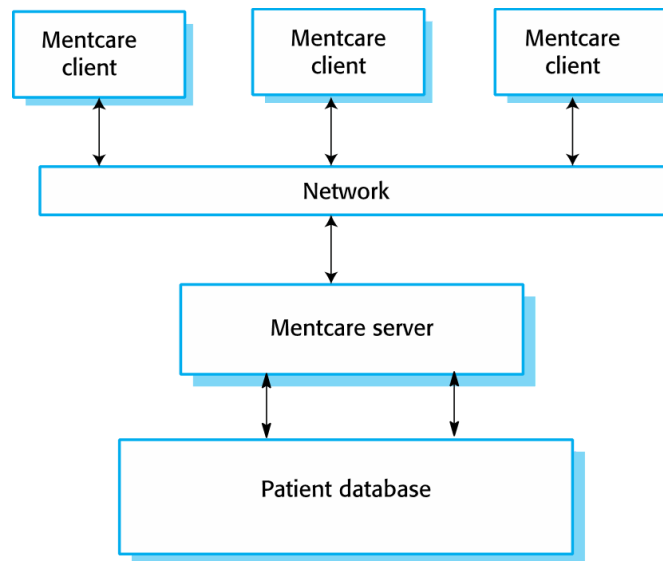 Mentcare
client
Mentcare
client
Mentcare
client
Network
Mentcare server
Patient database